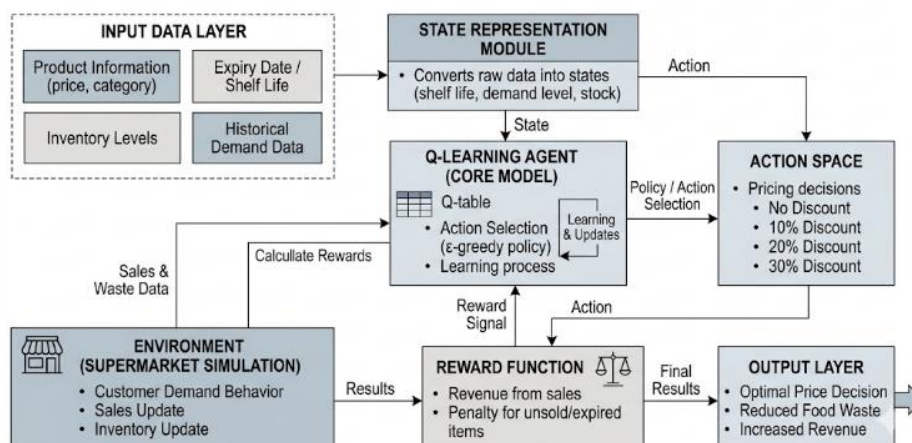 INPUT DATA LAYER
Product Information
(price, category)
Expiry Date /
Shelf Life
Inventory Levels
Historical
Demand Data
STATE REPRESENTATION
MODULE
• Converts raw data into states
(shelf life, demand level, stock)
Action
State
Q-LEARNING AGENT
(CORE MODEL)
Q-table
• Action Selection
(ε-greedy policy)
• Learning process
Learning
& Updates
Policy / Action
Selection
ACTION SPACE
• Pricing decisions
• No Discount
• 10% Discount
• 20% Discount
• 30% Discount
Sales &
Waste Data
Callulate Rewards
Reward
Signal
Action
ENVIRONMENT
(SUPERMARKET SIMULATION)
• Customer Demand Behavior
• Sales Update
• Inventory Update
Results
REWARD FUNCTION
• Revenue from sales
• Penalty for unsold/expired
items
Final
Results
OUTPUT LAYER
• Optimal Price Decision
• Reduced Food Waste
• Increased Revenue